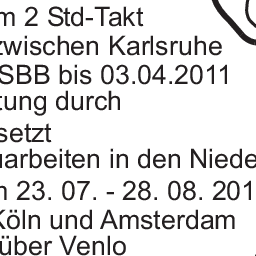 m 2 Std-Takt
zwischen Karlsruhe
SBB bis 03.04.2011
tung durch
setzt
arbeiten in den Niede
23. 07. - 28. 08. 201
Köln und Amsterdam
über Venlo